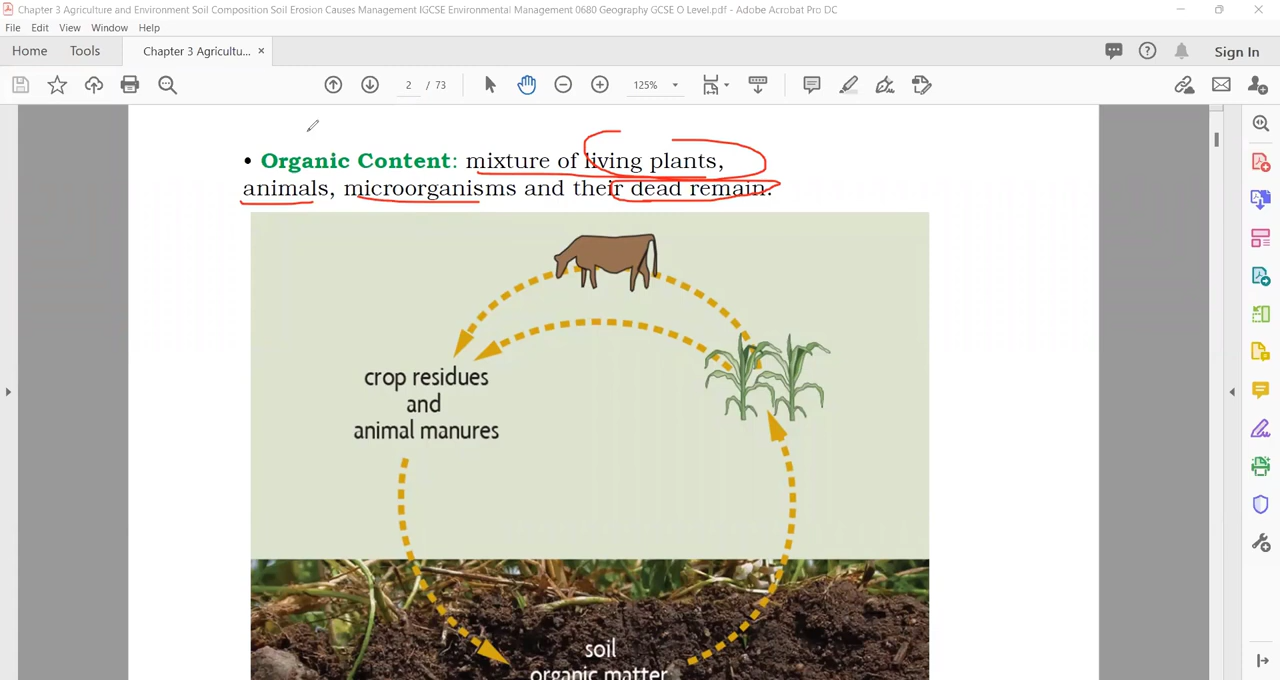 Chapter 3 Agriculture and Environment Soil Composition Soil Erosion Causes Management IGCSE Environmental Management 0680 Geography GCSE O Level.pdf - Adobe Acrobat Pro DC
File Edit View Window Help
Home Tools Chapter 3 Agricultu... ×
Sign In
2 / 73 125%
• Organic Content: mixture of living plants,
animals, microorganisms and their dead remain.
crop residues
and
animal manures
soil
organic matter